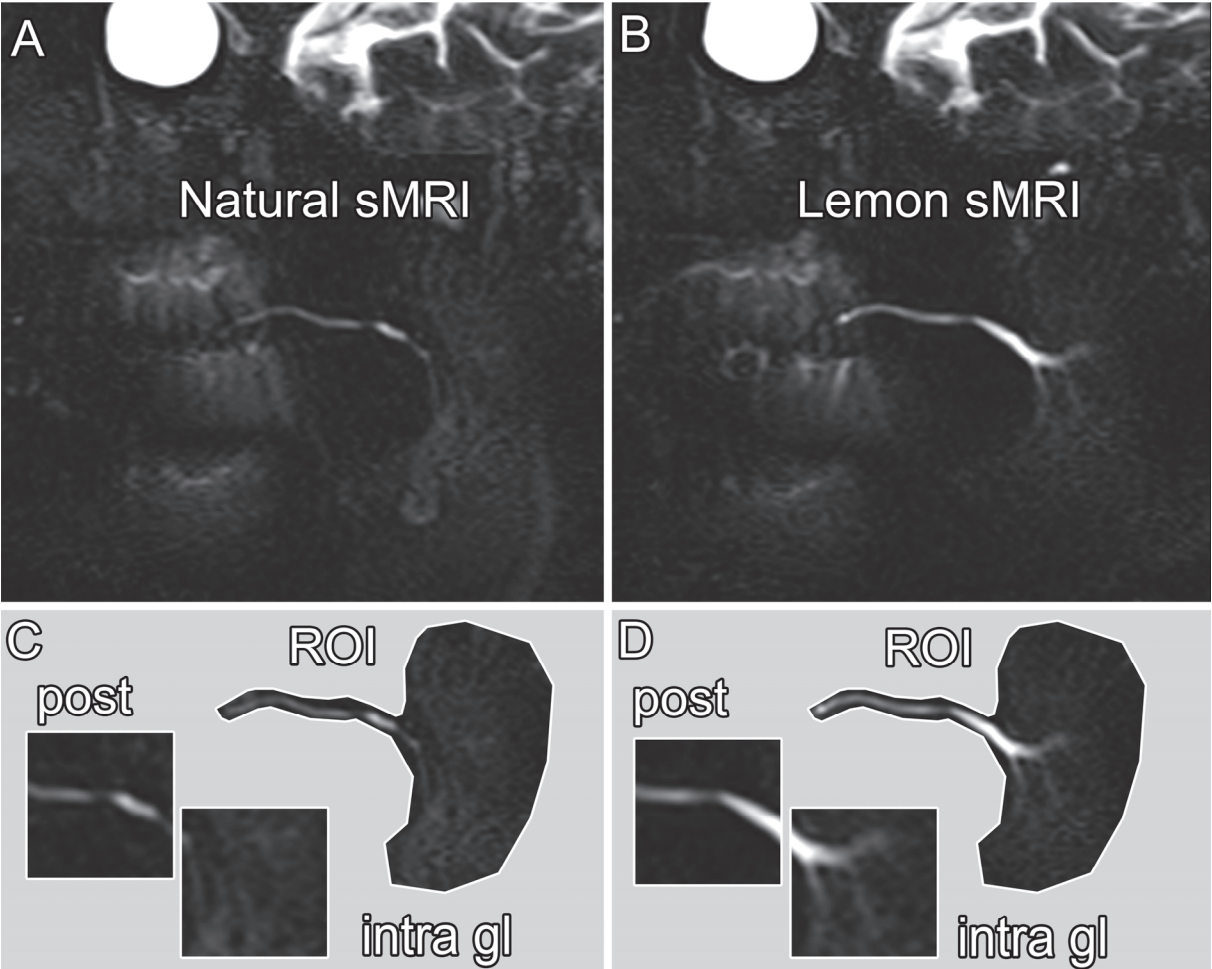 A
Natural sMRI
B
Lemon sMRI
C
ROI
post
intra gl
D
ROI
post
intra gl